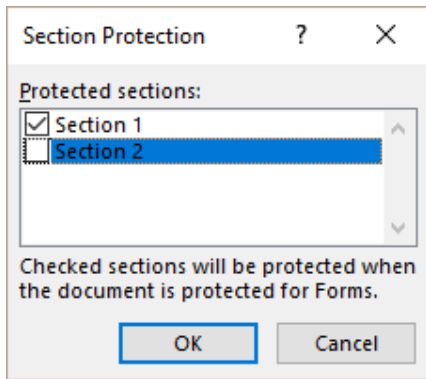 Section Protection ?
Protected sections:
Section 1
Section 2
Checked sections will be protected when
the document is protected for Forms.
OK Cancel